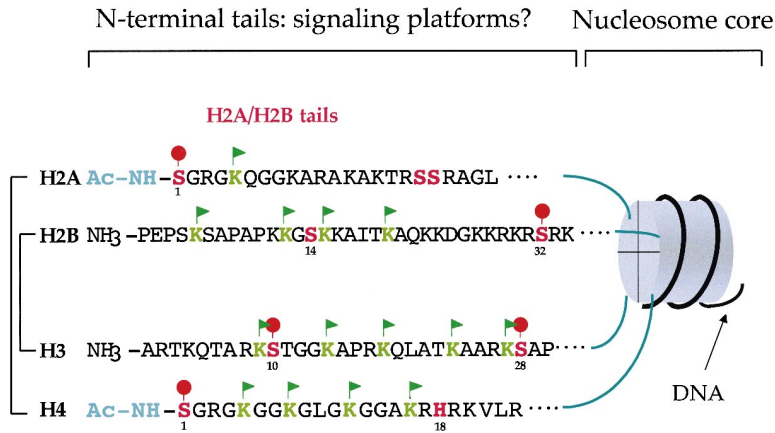 N-terminal tails: signaling platforms? Nucleosome core
H2A/H2B tails
H2A Ac-NH-SGRGKQGGKARAKAKTRSSRAGL ....
1
H2B NH3-PEPSKSAPAPKKGSKKAITKAQKKDGKKRKRSRK ....
14 32
H3 NH3-ARTKQTARKSTGGKAPRKQLATKAARKSAP ....
10 28
DNA
H4 Ac-NH-SGRGKGGKGLGKGGAKRHRKVLR ....
1 18